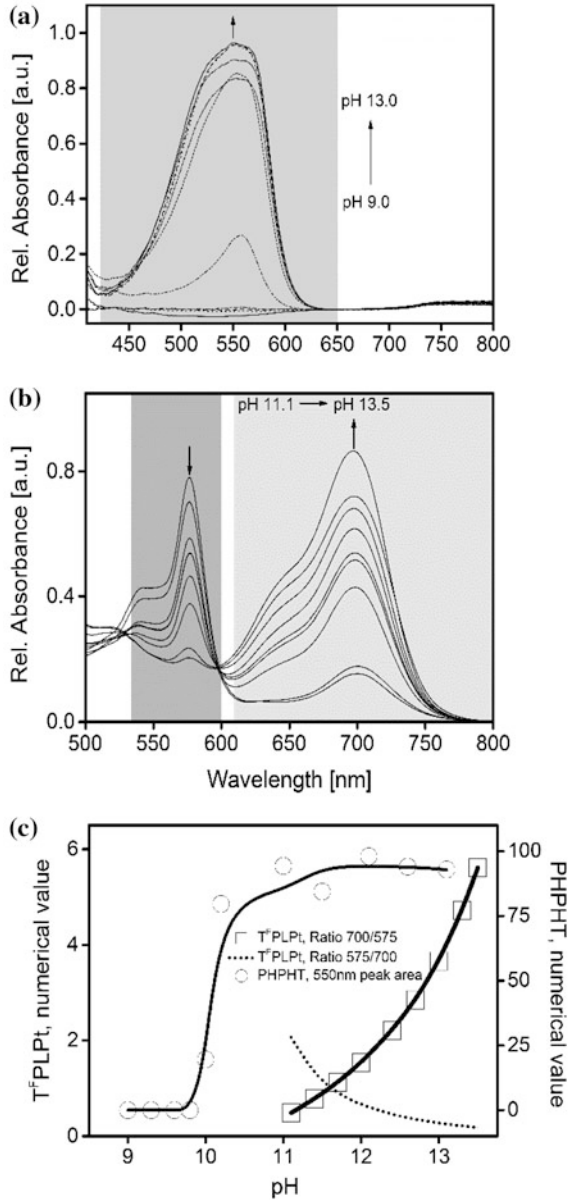 (a)
1.0
0.8
0.6
0.4
0.2
0.0
Rel. Absorbance [a.u.]
pH 13.0
pH 9.0
450 500 550 600 650 700 750 800
(b)
pH 11.1 pH 13.5
0.8
0.4
0.0
Rel. Absorbance [a.u.]
500 550 600 650 700 750 800
Wavelength [nm]
(c)
6
4
2
0
TᶠPLPt, numerical value
100
75
50
25
0
PHPHT, numerical value
TᶠPLPt, Ratio 700/575
TᶠPLPt, Ratio 575/700
PHPHT, 550nm peak area
9 10 11 12 13
pH